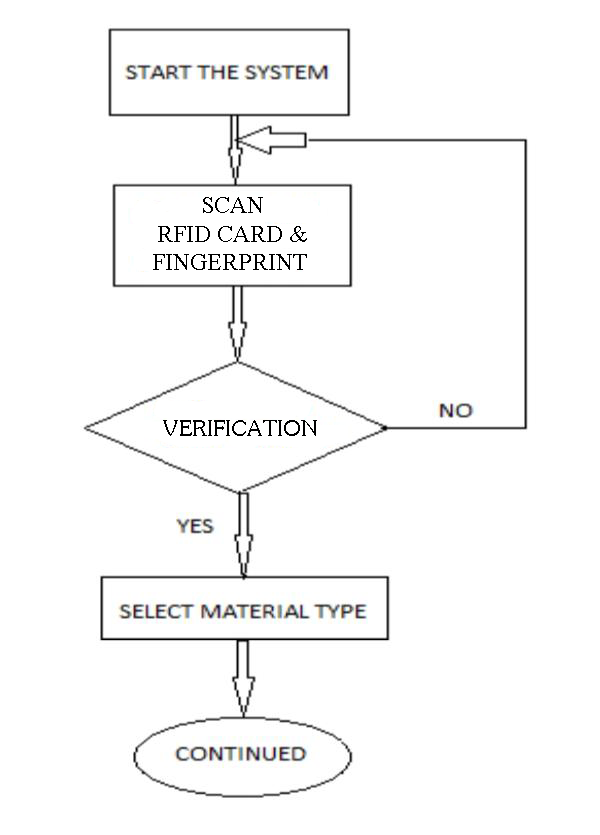 START THE SYSTEM
SCAN
RFID CARD &
FINGERPRINT
VERIFICATION
NO
YES
SELECT MATERIAL TYPE
CONTINUED